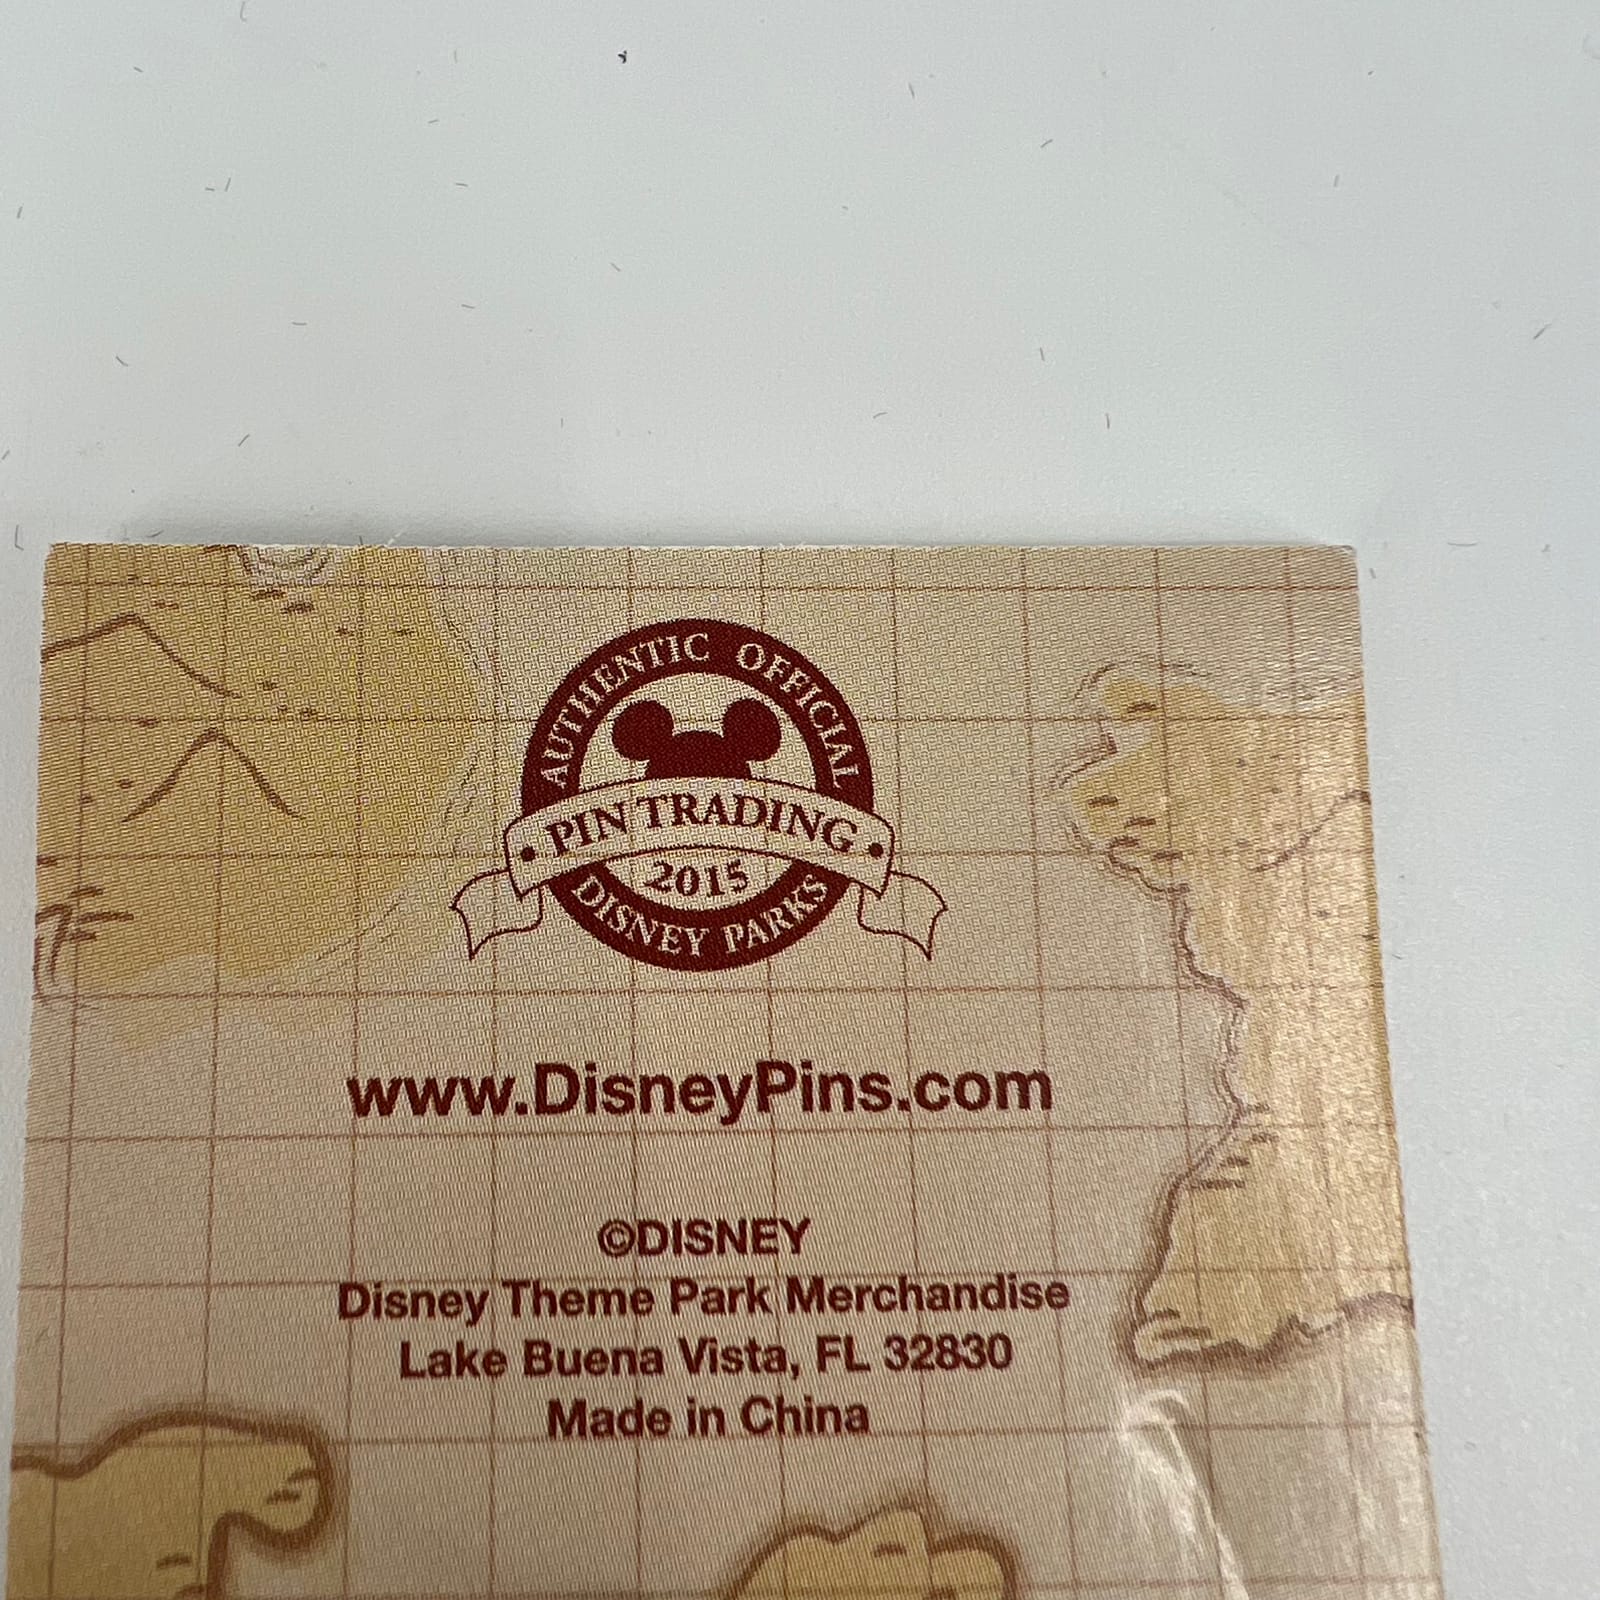 AUTHENTIC OFFICIAL
• PIN TRADING •
2015
DISNEY PARKS
www.DisneyPins.com
©DISNEY
Disney Theme Park Merchandise
Lake Buena Vista, FL 32830
Made in China